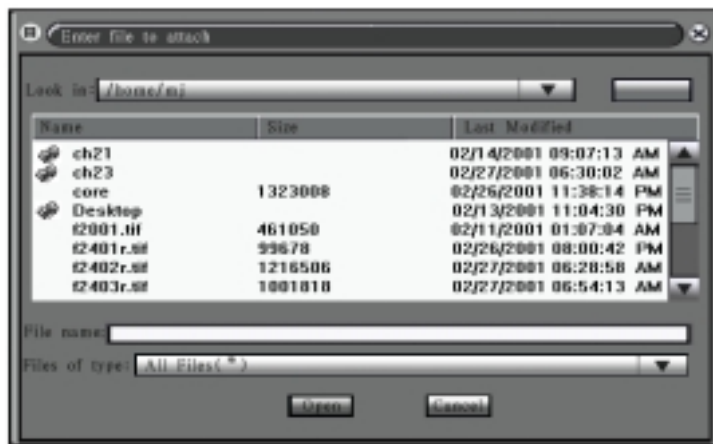 Enter file to attach
Look in: /home/mj
Name Size Last Modified
ch21 02/14/2001 09:07:13 AM
ch23 02/27/2001 06:30:02 AM
core 1323008 02/26/2001 11:38:14 PM
Desktop 02/13/2001 11:04:30 PM
f2001.tif 461050 02/11/2001 01:07:04 AM
f2401r.tif 99678 02/26/2001 08:00:42 PM
f2402r.tif 1216506 02/27/2001 06:28:58 AM
f2403r.tif 1001818 02/27/2001 06:54:13 AM
File name:
Files of type: All Files(*)
Open Cancel